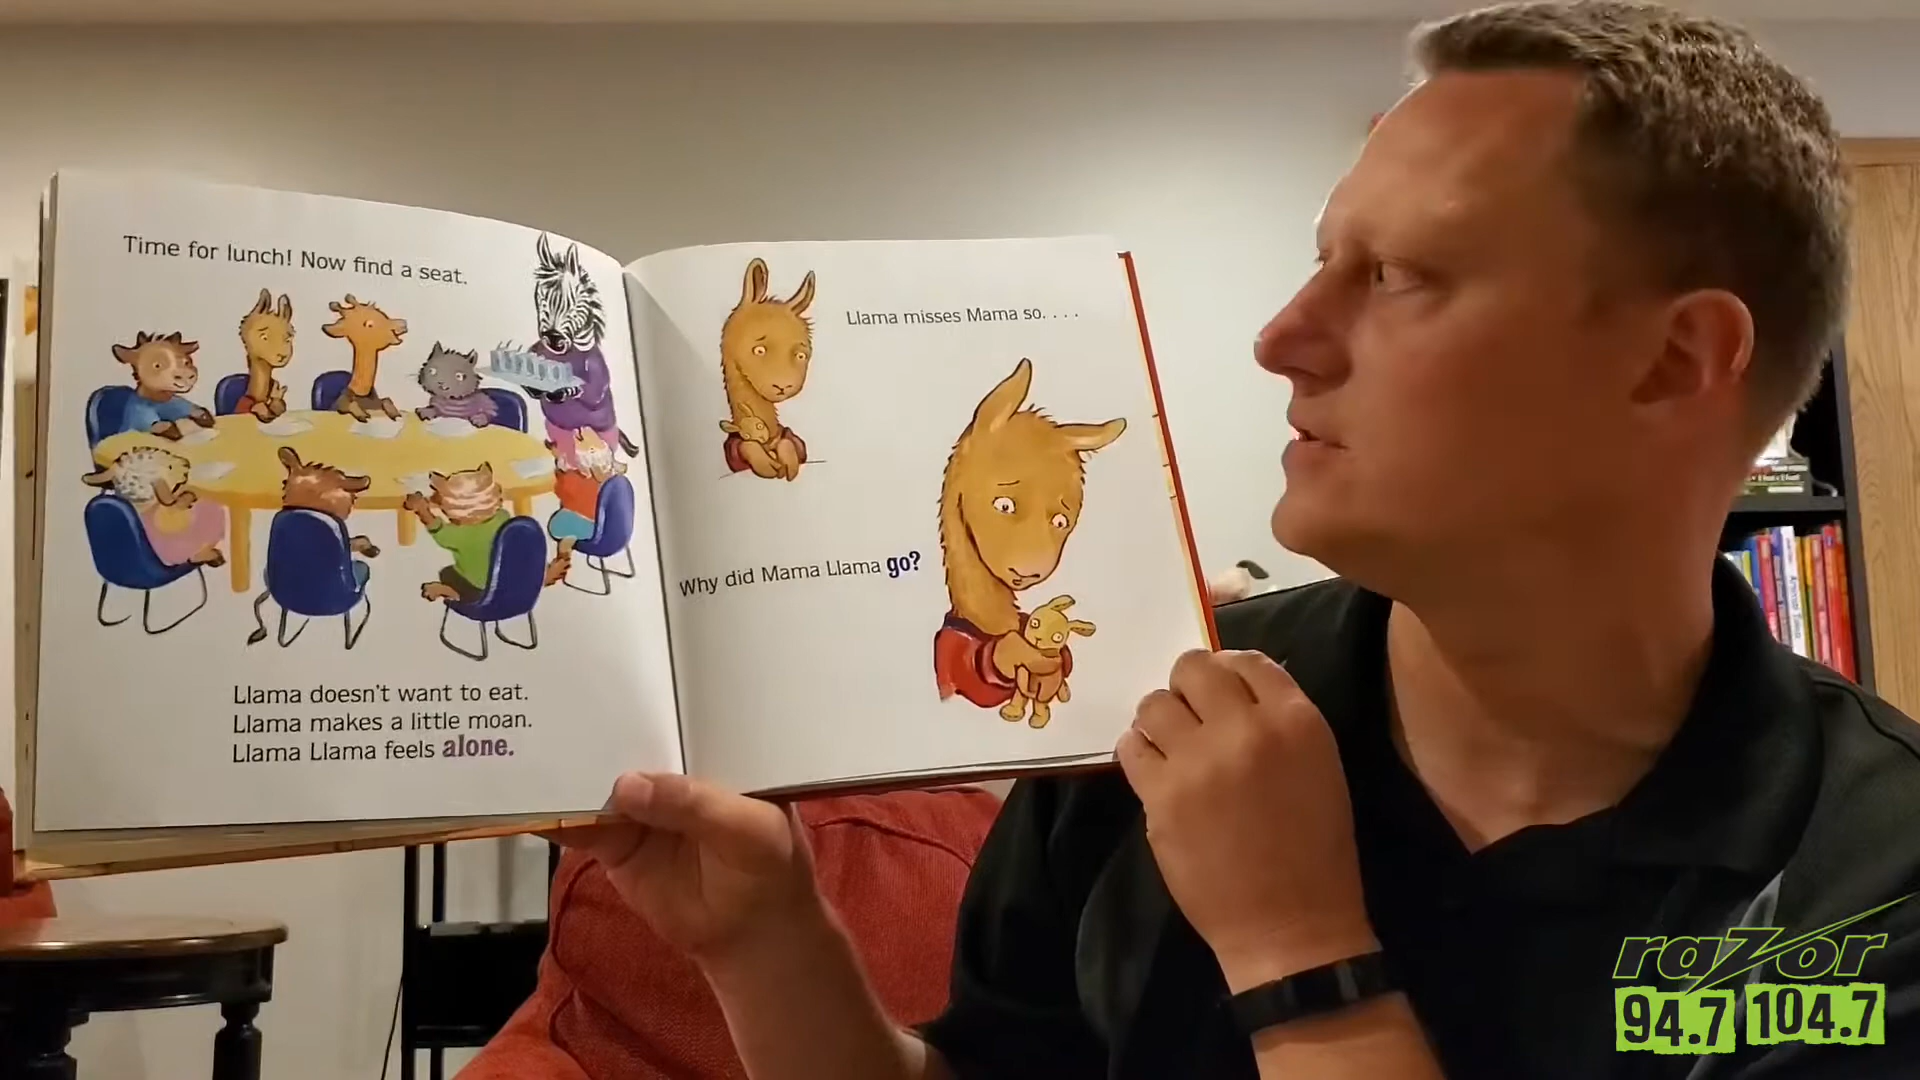 Time for lunch! Now find a seat.
Llama doesn't want to eat.
Llama makes a little moan.
Llama Llama feels alone.
Llama misses Mama so. . . .
Why did Mama Llama go?
razor
94.7 104.7